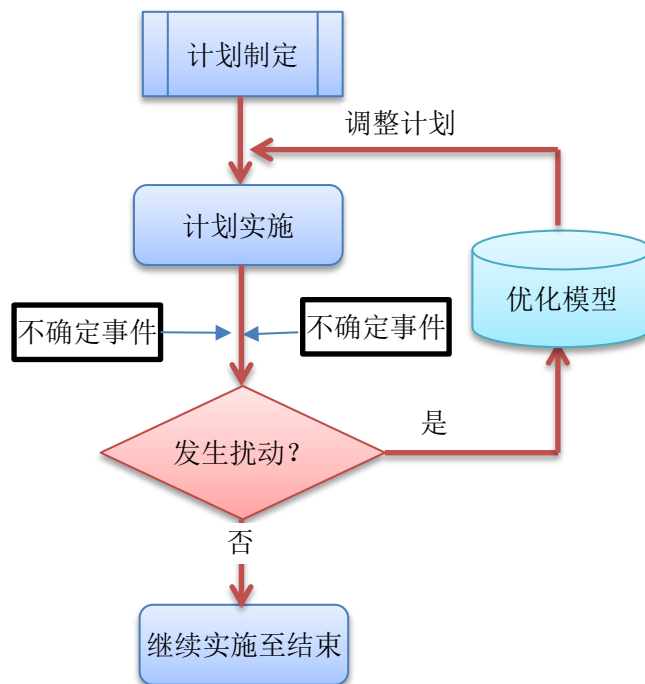 计划制定
调整计划
计划实施
优化模型
不确定事件
不确定事件
是
发生扰动？
否
继续实施至结束